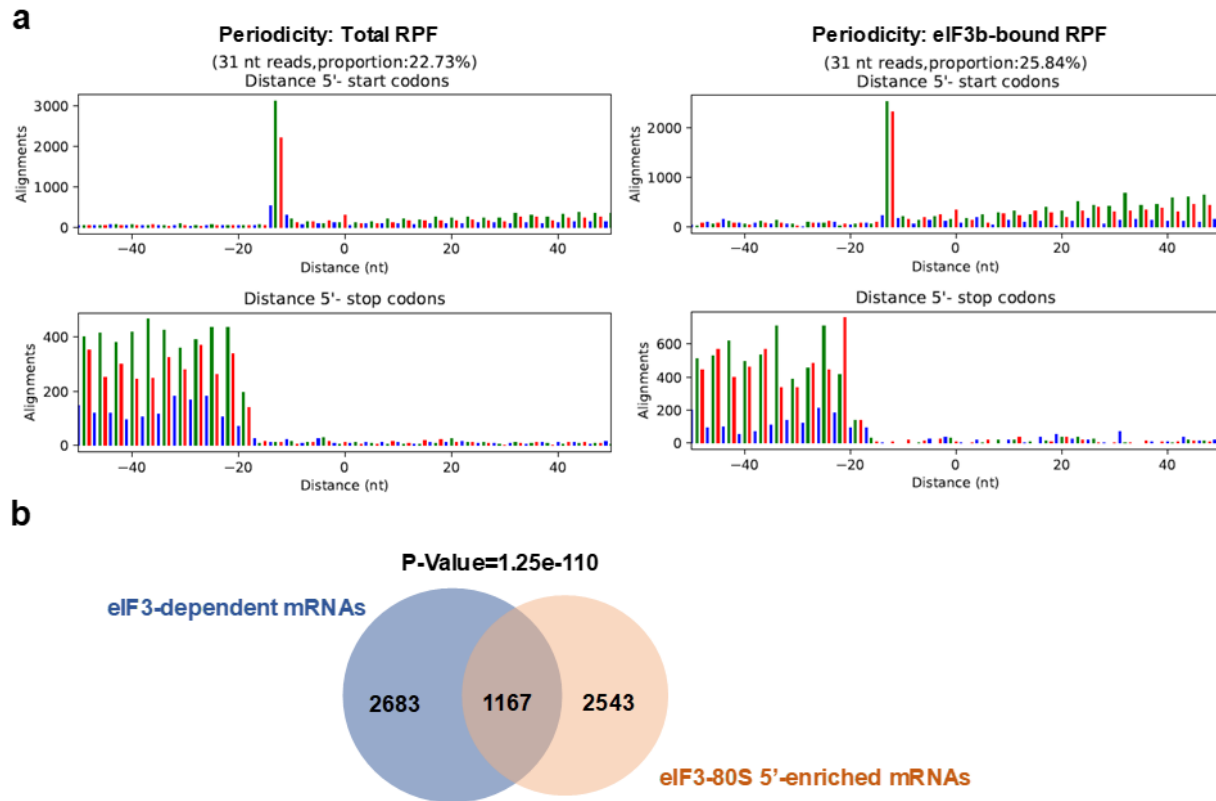 a
Periodicity: Total RPF
(31 nt reads,proportion:22.73%)
Distance 5'- start codons
Alignments
3000
2000
1000
0
−40 −20 0 20 40
Distance (nt)
Distance 5'- stop codons
Alignments
400
200
0
−40 −20 0 20 40
Distance (nt)
Periodicity: eIF3b-bound RPF
(31 nt reads,proportion:25.84%)
Distance 5'- start codons
Alignments
2000
1000
0
−40 −20 0 20 40
Distance (nt)
Distance 5'- stop codons
Alignments
600
400
200
0
−40 −20 0 20 40
Distance (nt)
b
P-Value=1.25e-110
eIF3-dependent mRNAs
2683 1167 2543
eIF3-80S 5’-enriched mRNAs